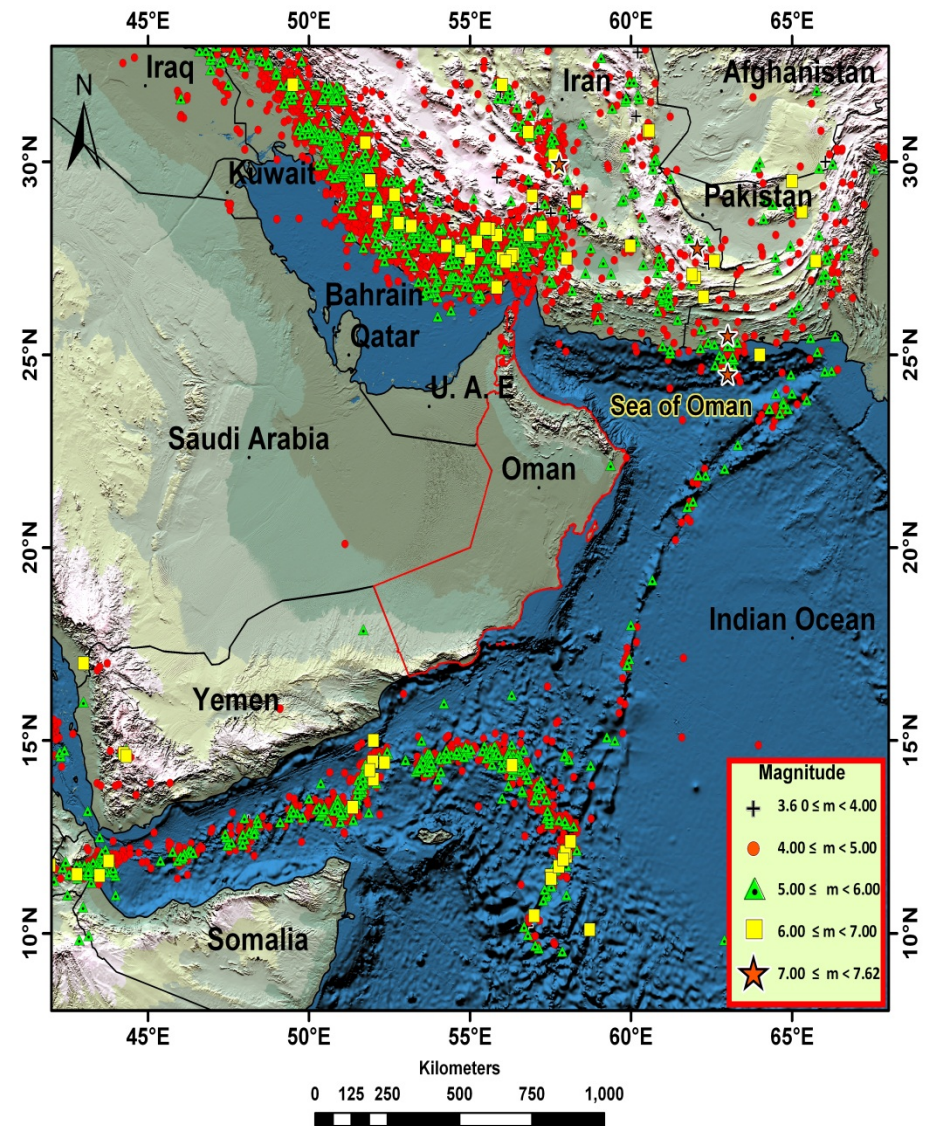 45°E 50°E 55°E 60°E 65°E
Iraq
Iran
Afghanistan
N
30°N
30°N
Kuwait
Pakistan
Bahrain
Qatar
25°N
25°N
U. A. E
Sea of Oman
Saudi Arabia
Oman
20°N
20°N
Indian Ocean
Yemen
15°N
15°N
Magnitude
3.6 0 ≤ m < 4.00
4.00 ≤ m < 5.00
5.00 ≤ m < 6.00
6.00 ≤ m < 7.00
7.00 ≤ m < 7.62
10°N
10°N
Somalia
45°E 50°E 55°E 60°E 65°E
Kilometers
0 125 250 500 750 1,000